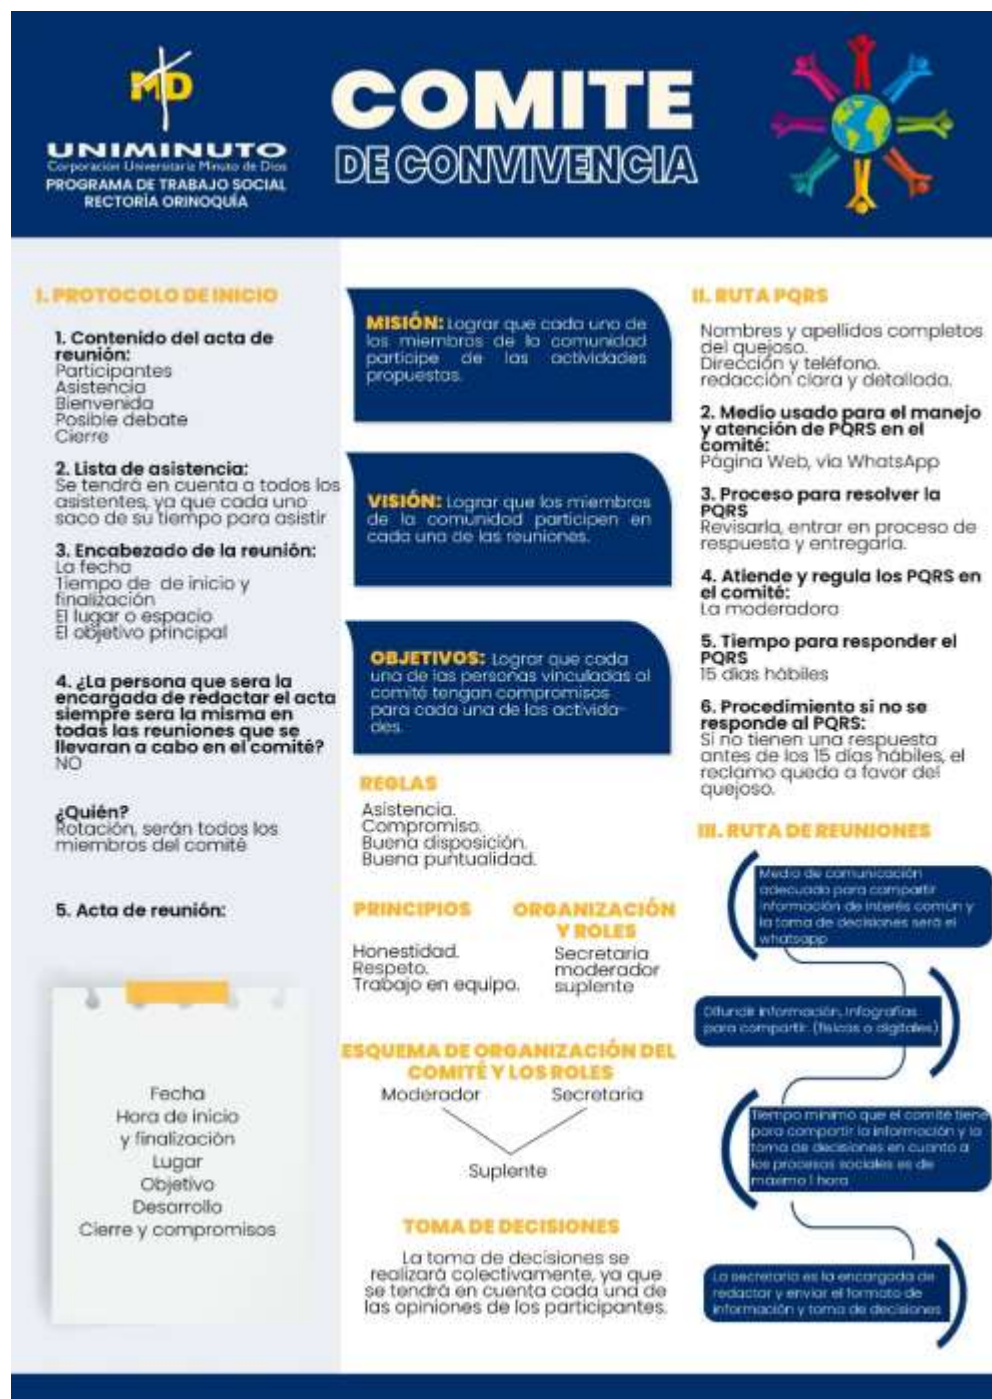 MD
UNIMINUTO
Corporación Universitaria Minuto de Dios
PROGRAMA DE TRABAJO SOCIAL
RECTORÍA ORINOQUÍA
COMITE
DE CONVIVENCIA
I. PROTOCOLO DE INICIO
1. Contenido del acta de
reunión:
Participantes
Asistencia
Bienvenida
Posible debate
Cierre
2. Lista de asistencia:
Se tendrá en cuenta a todos los
asistentes, ya que cada uno
saco de su tiempo para asistir
3. Encabezado de la reunión:
La fecha
Tiempo de de inicio y
finalización
El lugar o espacio
El objetivo principal
4. ¿La persona que sera la
encargada de redactar el acta
siempre sera la misma en
todas las reuniones que se
llevaran a cabo en el comité?
NO
¿Quién?
Rotación, serán todos los
miembros del comité
5. Acta de reunión:
Fecha
Hora de inicio
y finalización
Lugar
Objetivo
Desarrollo
Cierre y compromisos
MISIÓN: Lograr que cada uno de
los miembros de la comunidad
participe de las actividades
propuestas.
VISIÓN: Lograr que los miembros
de la comunidad participen en
cada una de las reuniones.
OBJETIVOS: Lograr que cada
una de las personas vinculadas al
comité tengan compromisos
para cada una de las activida-
des.
REGLAS
Asistencia.
Compromiso.
Buena disposición.
Buena puntualidad.
PRINCIPIOS
Honestidad.
Respeto.
Trabajo en equipo.
ORGANIZACIÓN
Y ROLES
Secretaria
moderador
suplente
ESQUEMA DE ORGANIZACIÓN DEL
COMITÉ Y LOS ROLES
Moderador Secretaria
Suplente
TOMA DE DECISIONES
La toma de decisiones se
realizará colectivamente, ya que
se tendrá en cuenta cada una de
las opiniones de los participantes.
II. RUTA PQRS
Nombres y apellidos completos
del quejoso.
Dirección y teléfono.
redacción clara y detallada.
2. Medio usado para el manejo
y atención de PQRS en el
comité:
Página Web, via WhatsApp
3. Proceso para resolver la
PQRS
Revisarla, entrar en proceso de
respuesta y entregarla.
4. Atiende y regula los PQRS en
el comité:
La moderadora
5. Tiempo para responder el
PQRS
15 días hábiles
6. Procedimiento si no se
responde al PQRS:
Si no tienen una respuesta
antes de los 15 días hábiles, el
reclamo queda a favor del
quejoso.
III. RUTA DE REUNIONES
Medio de comunicación
adecuado para compartir
información de interés común y
la toma de decisiones será el
whatsapp
Difundir información, infografías
para compartir. (físicas o digitales)
Tiempo mínimo que el comité tiene
para compartir la información y la
toma de decisiones en cuanto a
los procesos sociales es de
máximo 1 hora
La secretaria es la encargada de
redactar y enviar el formato de
información y toma de decisiones